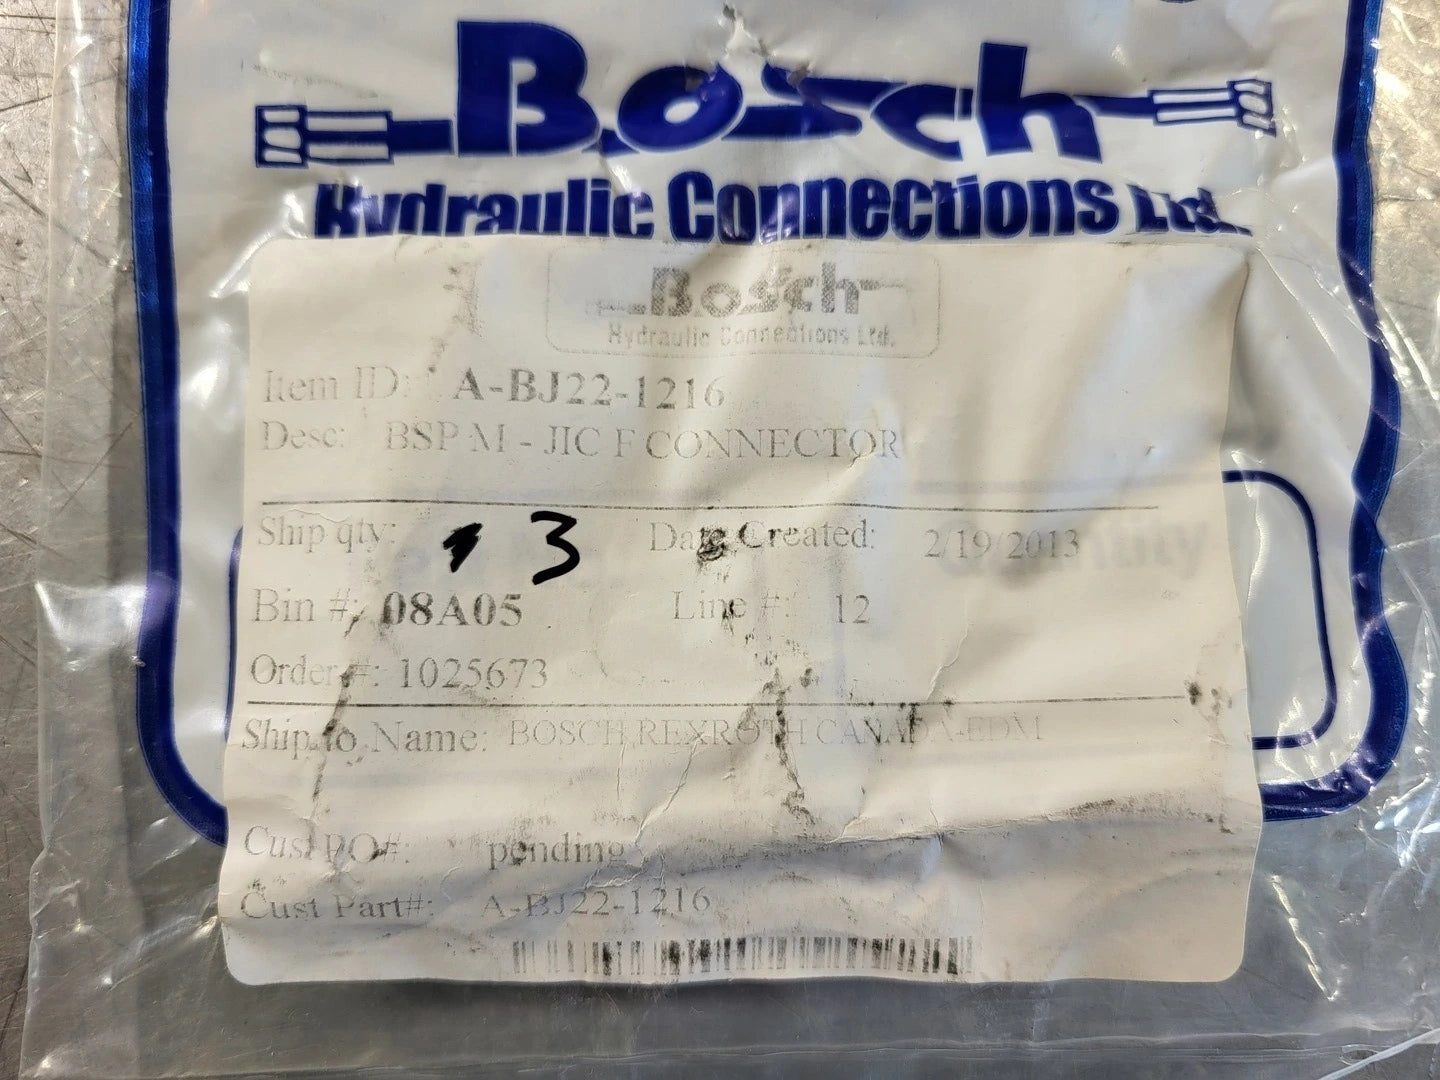 Bosch
Hydraulic Connections Ltd.
Bosch
Hydraulic Connections Ltd.
Item ID: A-BJ22-1216
Desc: BSP M - JIC F CONNECTOR
Ship qty: 3 Date Created: 2/19/2013
Bin #: 08A05 Line #: 12
Order #: 1025673
Ship to Name: BOSCH REXROTH CANADA-EDM
Cust PO#: pending
Cust Part#: A-BJ22-1216